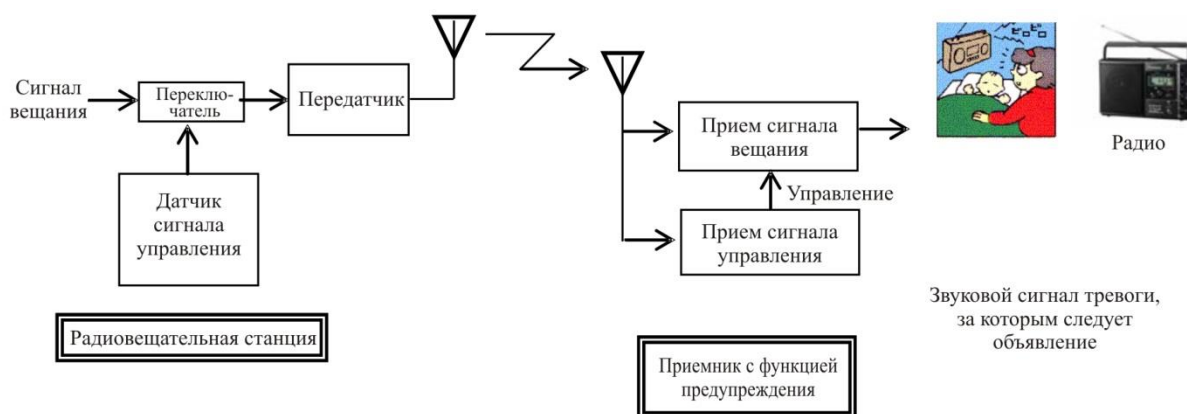 Сигнал
вещания
Переклю-
чатель
Передатчик
Датчик
сигнала
управления
Радиовещательная станция
Прием сигнала
вещания
Управление
Прием сигнала
управления
Приемник с функцией
предупреждения
Радио
Звуковой сигнал тревоги,
за которым следует
объявление